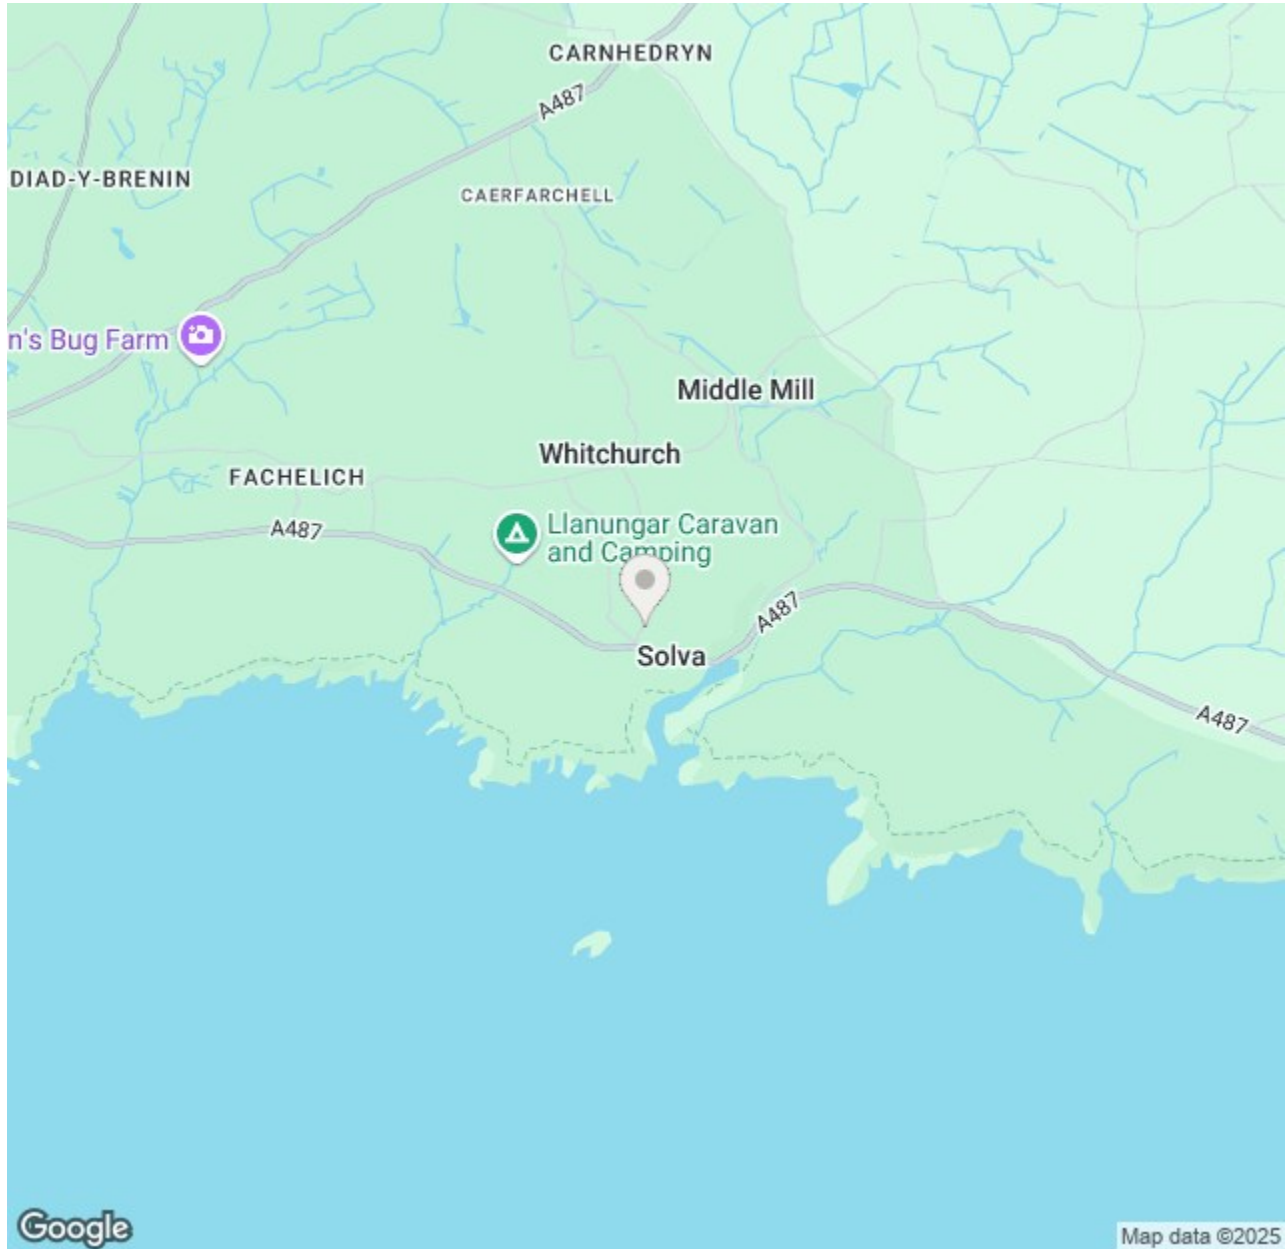 CARNHEDRYN
A487
DIAD-Y-BRENIN
CAERFARCHELL
n's Bug Farm
Middle Mill
Whitchurch
FACHELICH
Llanungar Caravan
and Camping
A487
A487
Solva
A487
Google
Map data ©2025